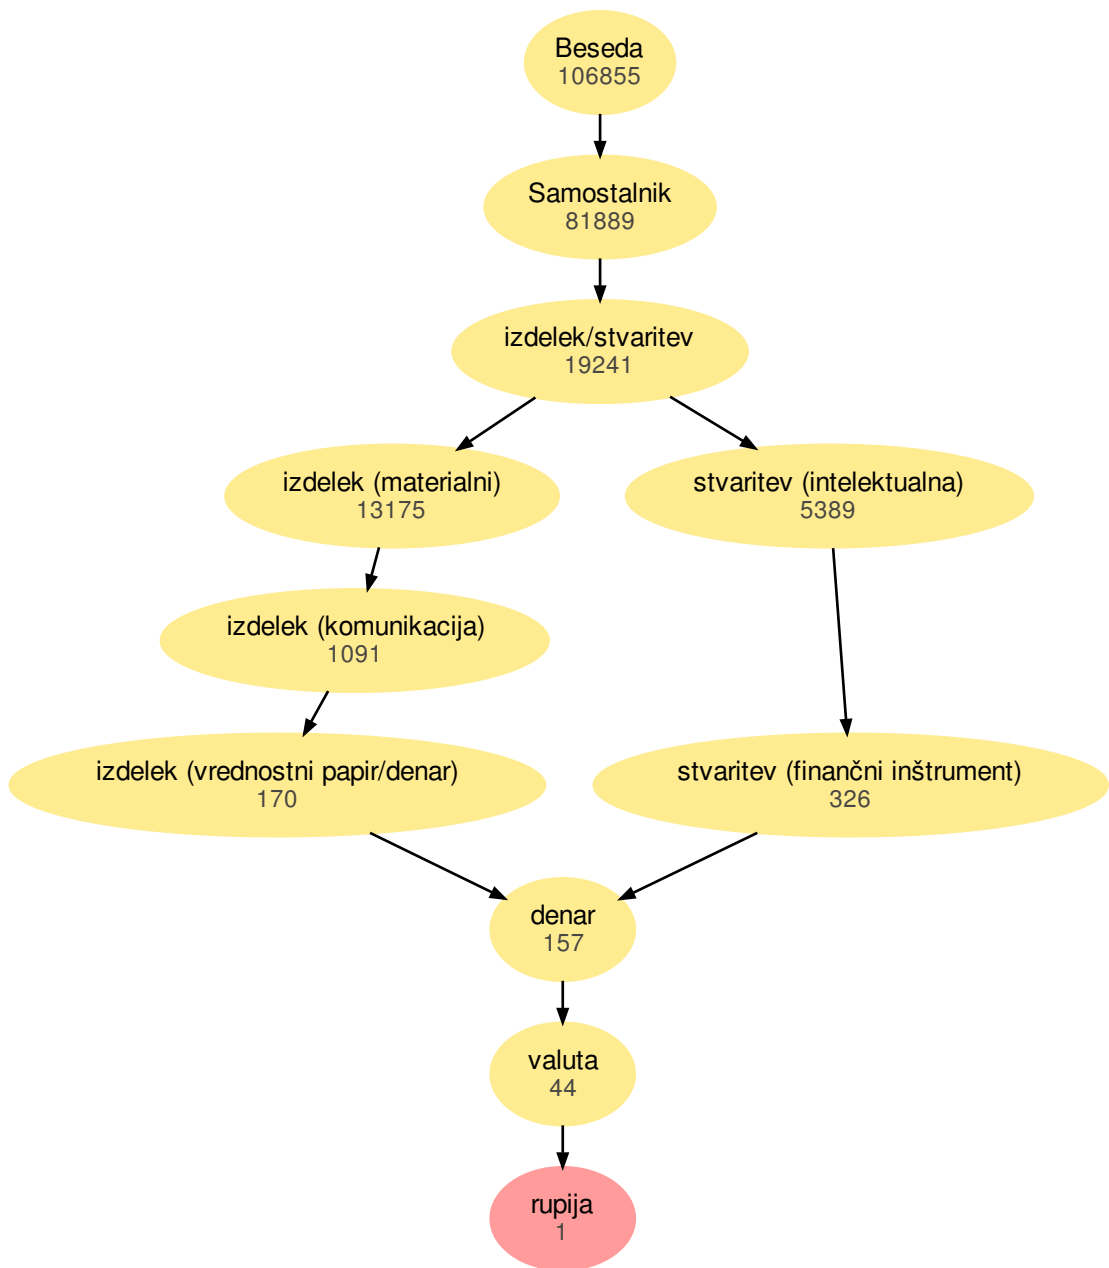 Beseda
106855
Samostalnik
81889
izdelek/stvaritev
19241
izdelek (materialni)
13175
stvaritev (intelektualna)
5389
izdelek (komunikacija)
1091
izdelek (vrednostni papir/denar)
170
stvaritev (finančni inštrument)
326
denar
157
valuta
44
rupija
1